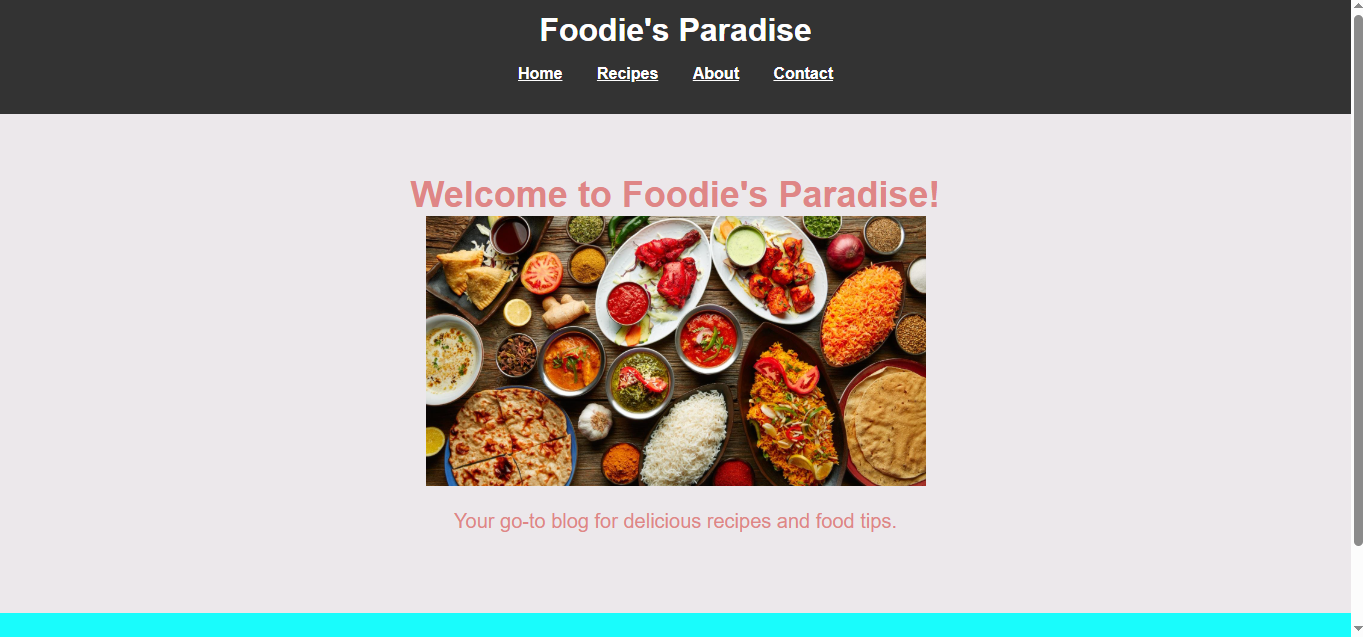 Foodie's Paradise
Home Recipes About Contact
Welcome to Foodie's Paradise!
Your go-to blog for delicious recipes and food tips.